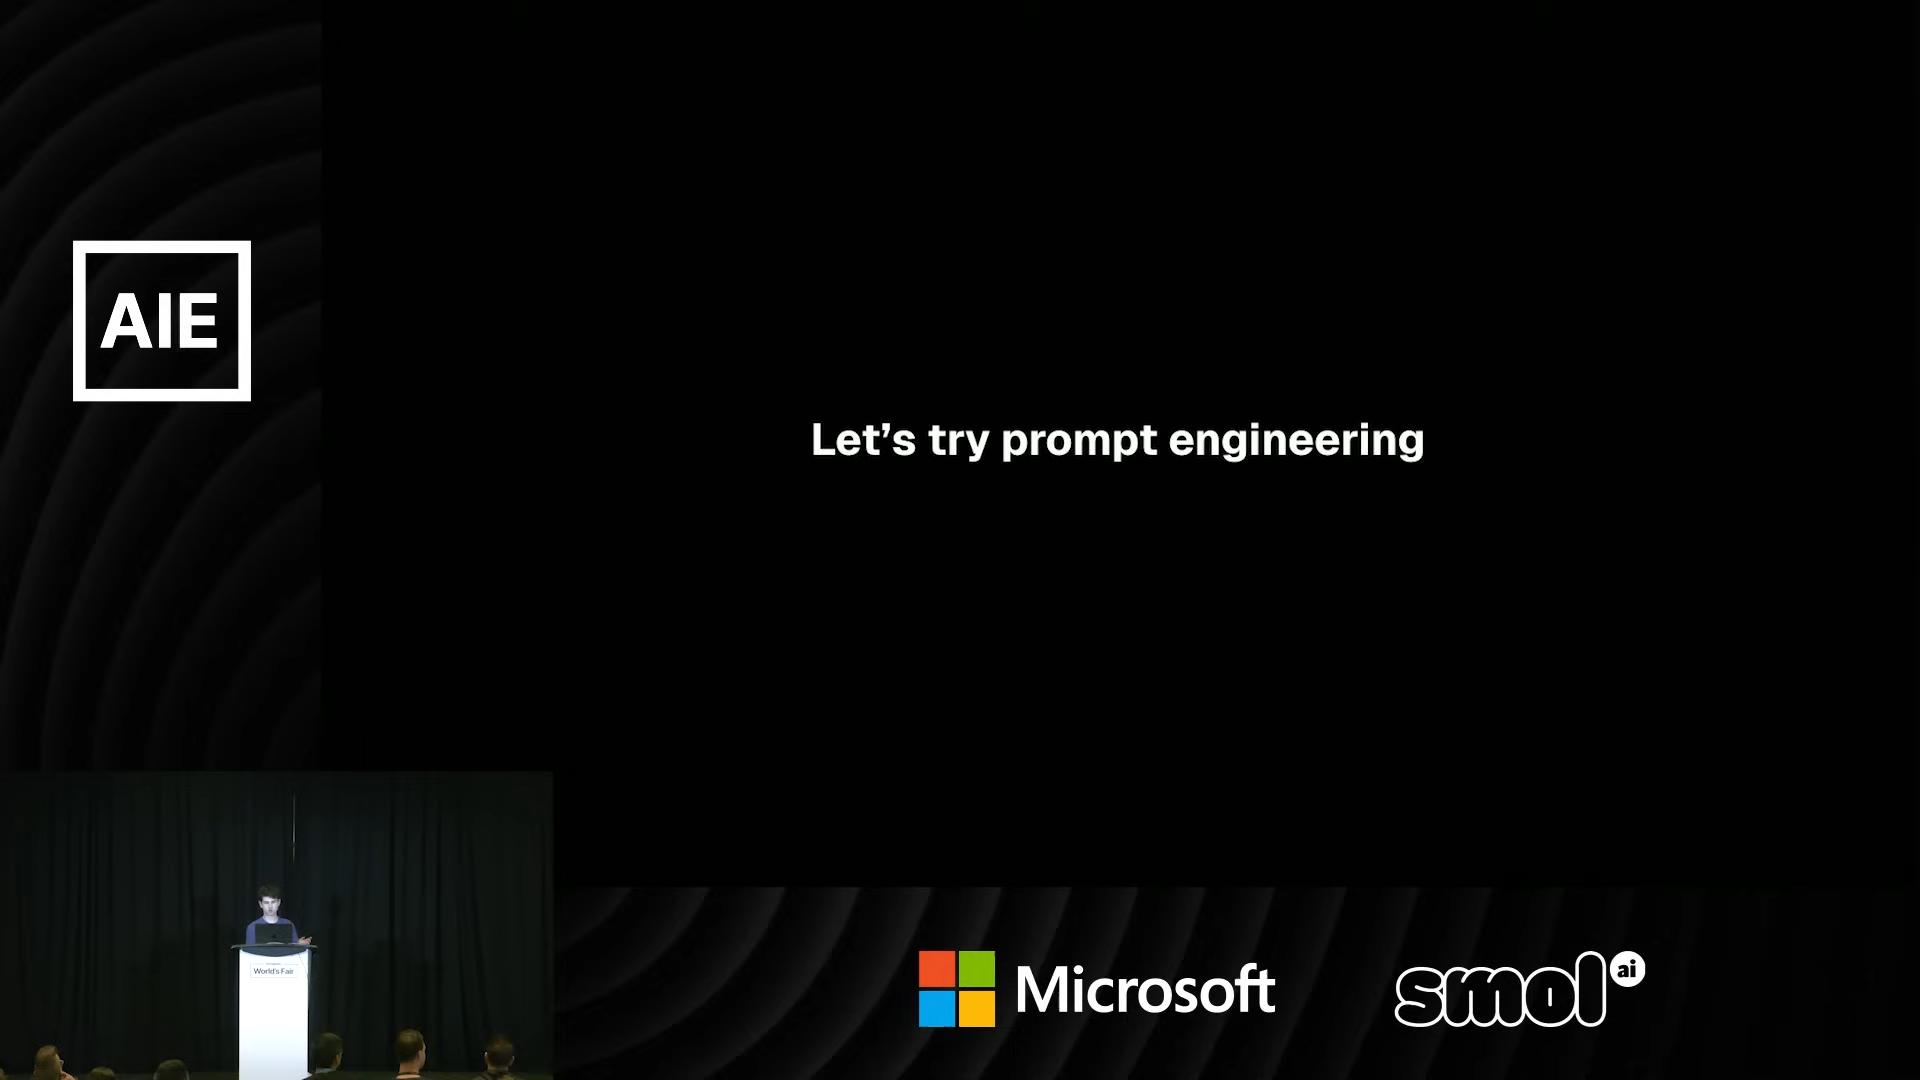 AIE
Let’s try prompt engineering
World's Fair
Microsoft
smol ai